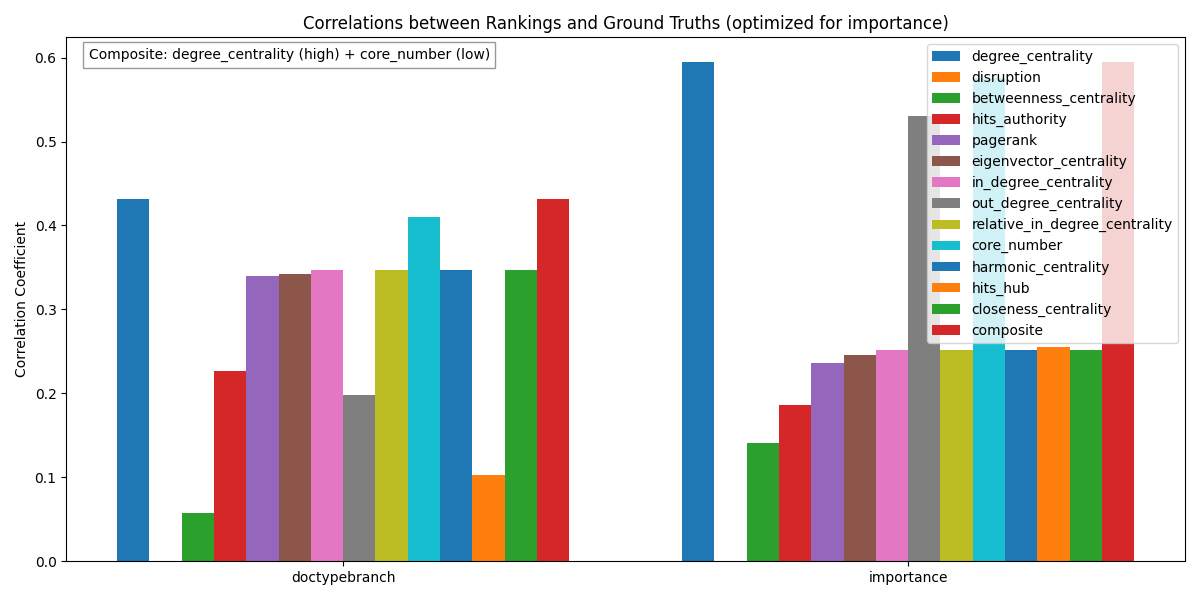 Correlations between Rankings and Ground Truths (optimized for importance)
Composite: degree_centrality (high) + core_number (low)
degree_centrality
disruption
betweenness_centrality
hits_authority
pagerank
eigenvector_centrality
in_degree_centrality
out_degree_centrality
relative_in_degree_centrality
core_number
harmonic_centrality
hits_hub
closeness_centrality
composite
Correlation Coefficient
0.6
0.5
0.4
0.3
0.2
0.1
0.0
doctypebranch
importance